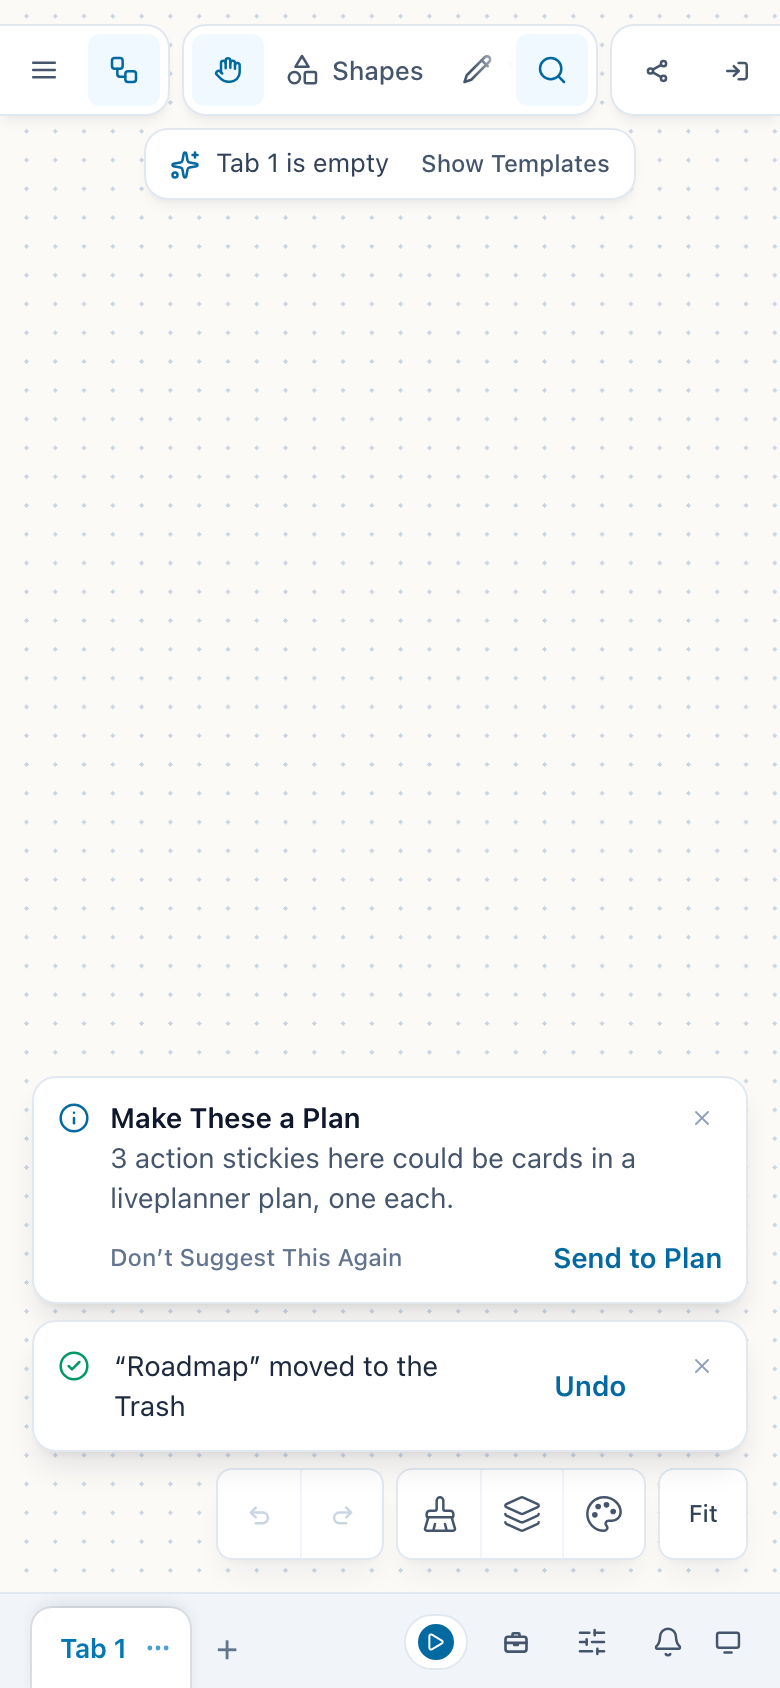 Shapes
Tab 1 is empty Show Templates
Make These a Plan
3 action stickies here could be cards in a
liveplanner plan, one each.
Don’t Suggest This Again Send to Plan
“Roadmap” moved to the
Trash
Undo
Fit
Tab 1